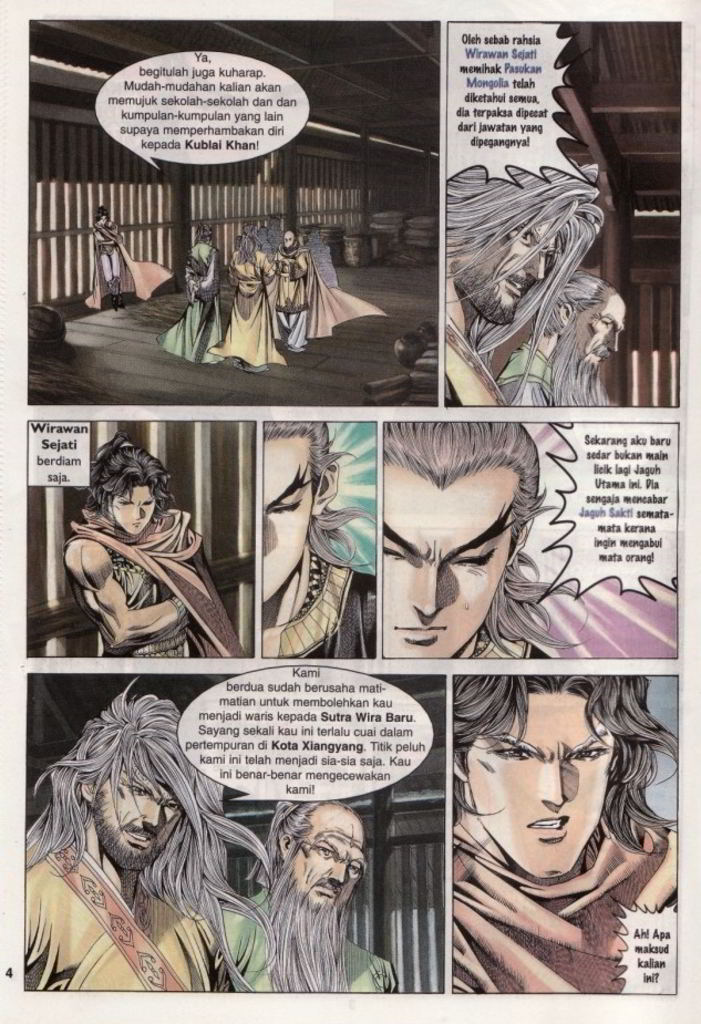 Ya,
begitulah juga kuharap.
Mudah-mudahan kalian akan
memujuk sekolah-sekolah dan dan
kumpulan-kumpulan yang lain
supaya memperhambakan diri
kepada Kublai Khan!
Oleh sebab rahsia
Wirawan Sejati
memihak Pasukan
Mongolia telah
diketahui semua,
dia terpaksa dipecat
dari jawatan yang
dipegangnya!
Wirawan
Sejati
berdiam
saja.
Sekarang aku baru
sedar bukan main
licik lagi Jaguh
Utama ini. Dia
sengaja mencabar
Jaguh Sakti semata-
mata kerana
ingin mengabui
mata orang!
Kami
berdua sudah berusaha mati-
matian untuk membolehkan kau
menjadi waris kepada Sutra Wira Baru.
Sayang sekali kau ini terlalu cuai dalam
pertempuran di Kota Xiangyang. Titik peluh
kami ini telah menjadi sia-sia saja. Kau
ini benar-benar mengecewakan
kami!
Ah! Apa
maksud
kalian
ini?
4